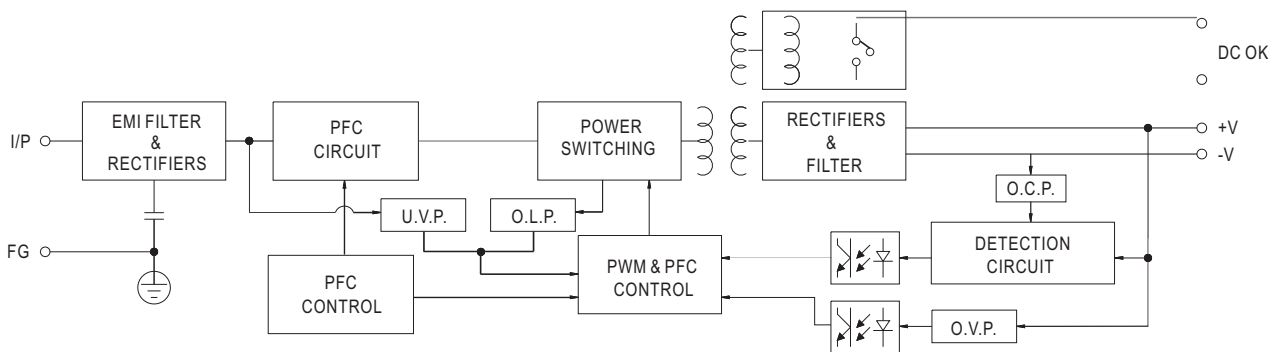 DC OK
I/P
EMI FILTER
&
RECTIFIERS
PFC
CIRCUIT
POWER
SWITCHING
RECTIFIERS
&
FILTER
+V
-V
O.C.P.
U.V.P.
O.L.P.
FG
PFC
CONTROL
PWM & PFC
CONTROL
DETECTION
CIRCUIT
O.V.P.